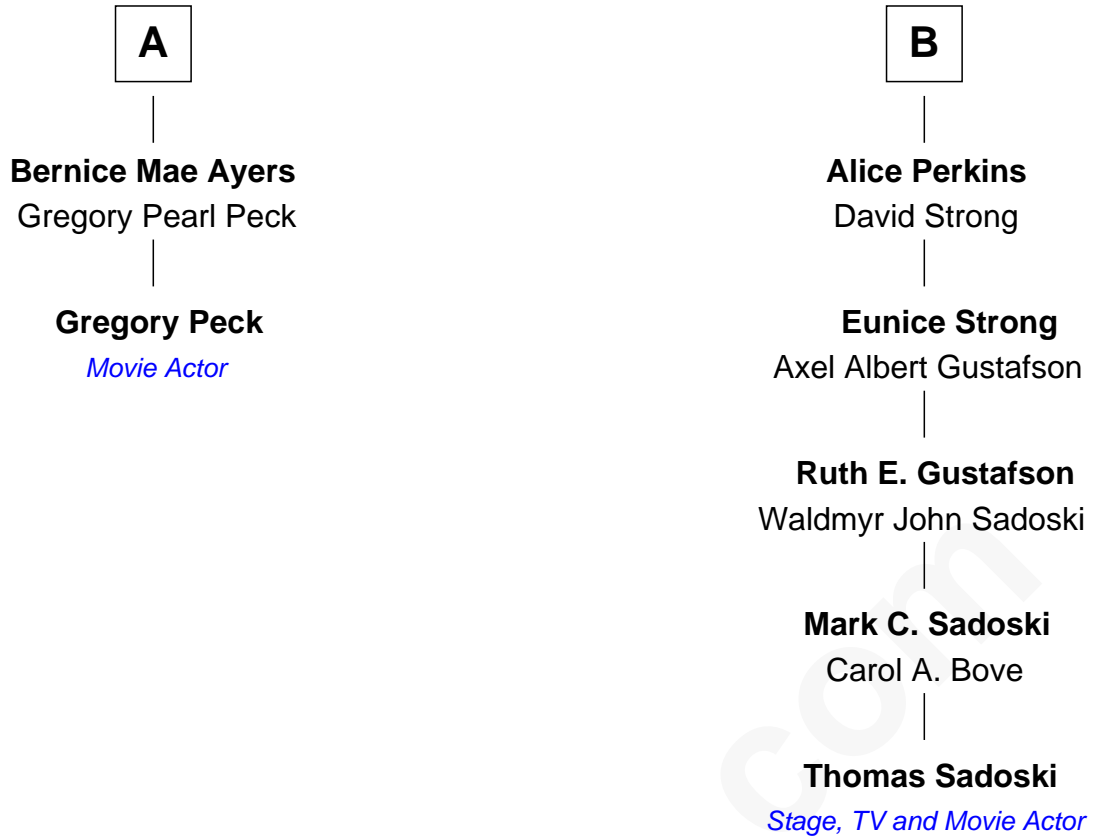 A
Bernice Mae Ayers
Gregory Pearl Peck
Gregory Peck
Movie Actor
B
Alice Perkins
David Strong
Eunice Strong
Axel Albert Gustafson
Ruth E. Gustafson
Waldmyr John Sadoski
Mark C. Sadoski
Carol A. Bove
Thomas Sadoski
Stage, TV and Movie Actor
com